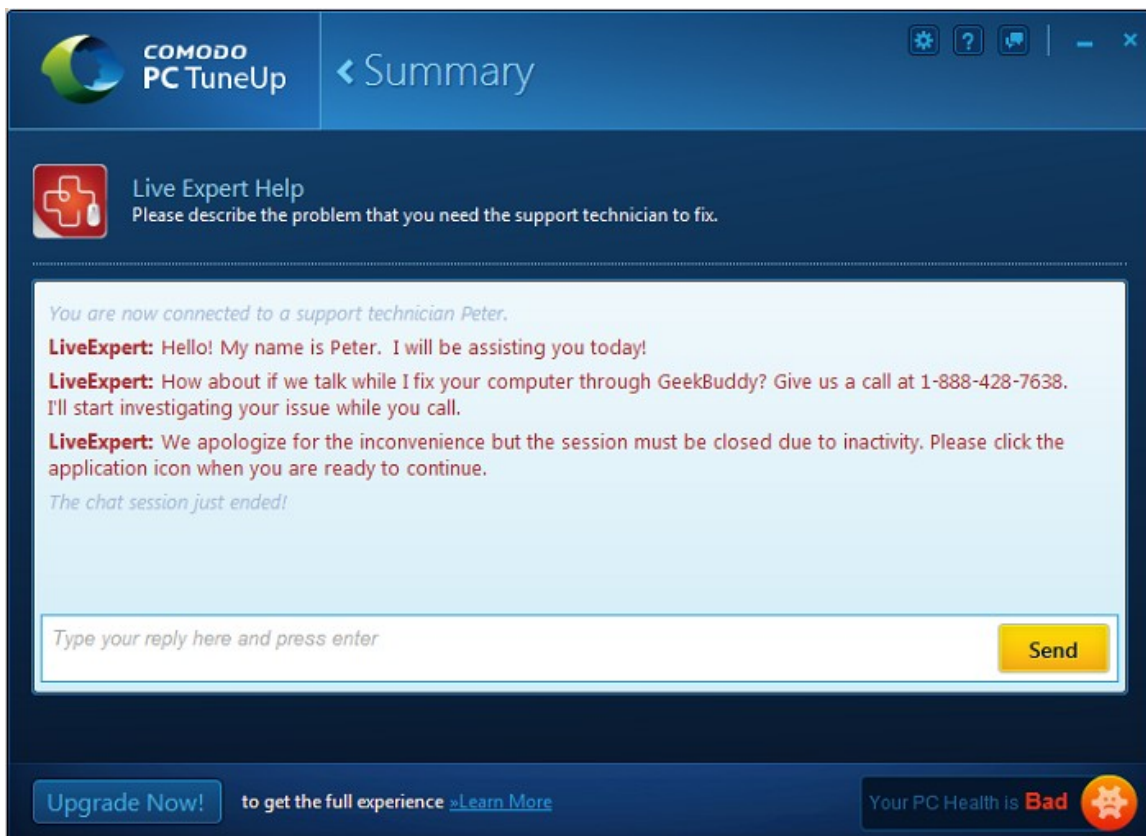 COMODO
PC TuneUp
Summary
Live Expert Help
Please describe the problem that you need the support technician to fix.
You are now connected to a support technician Peter.
LiveExpert: Hello! My name is Peter. I will be assisting you today!
LiveExpert: How about if we talk while I fix your computer through GeekBuddy? Give us a call at 1-888-428-7638.
I'll start investigating your issue while you call.
LiveExpert: We apologize for the inconvenience but the session must be closed due to inactivity. Please click the
application icon when you are ready to continue.
The chat session just ended!
Type your reply here and press enter
Send
Upgrade Now! to get the full experience »Learn More
Your PC Health is Bad